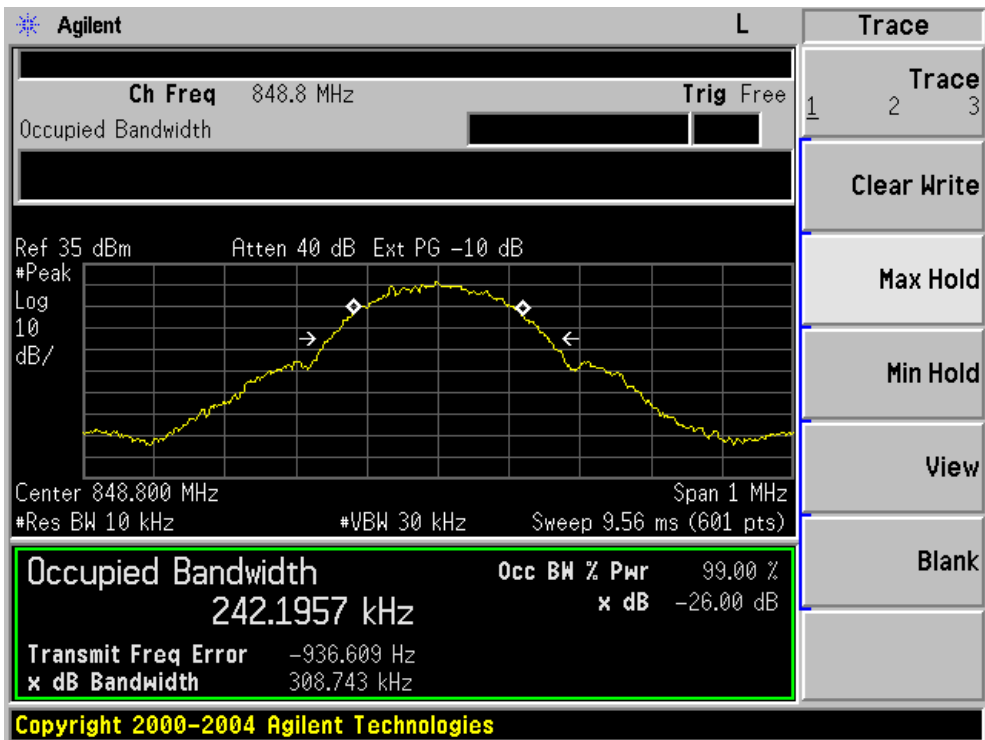 Agilent L Trace
Ch Freq 848.8 MHz Trig Free
Occupied Bandwidth
Trace
1 2 3
Clear Write
Max Hold
Min Hold
View
Blank
Ref 35 dBm Atten 40 dB Ext PG -10 dB
#Peak
Log
10
dB/
Center 848.800 MHz Span 1 MHz
#Res BW 10 kHz #VBW 30 kHz Sweep 9.56 ms (601 pts)
Occupied Bandwidth
242.1957 kHz
Occ BW % Pwr 99.00 %
x dB -26.00 dB
Transmit Freq Error -936.609 Hz
x dB Bandwidth 308.743 kHz
Copyright 2000-2004 Agilent Technologies